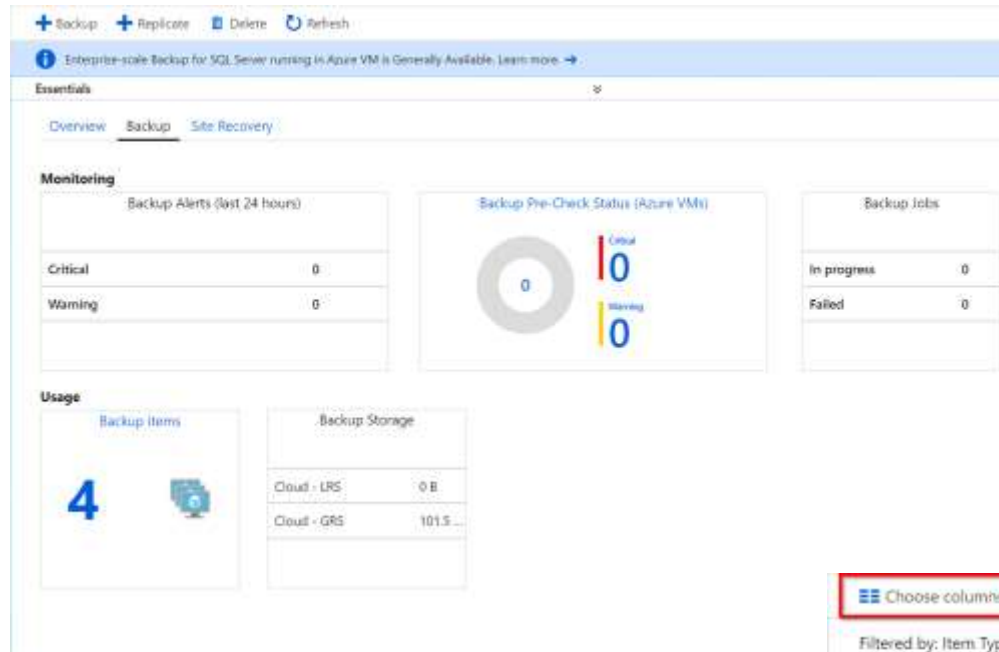 Backup Replicate Delete Refresh
Enterprise-scale Backup for SQL Server running in Azure VM is Generally Available. Learn more. →
Essentials
Overview Backup Site Recovery
Monitoring
Backup Alerts (last 24 hours)
Critical 0
Warning 0
Backup Pre-Check Status (Azure VMs)
0
Critical
0
Warning
0
Backup Jobs
In progress 0
Failed 0
Usage
Backup items
4
Backup Storage
Cloud - LRS 0 B
Cloud - GRS 101.5 ...
Choose columns
Filtered by: Item Typ